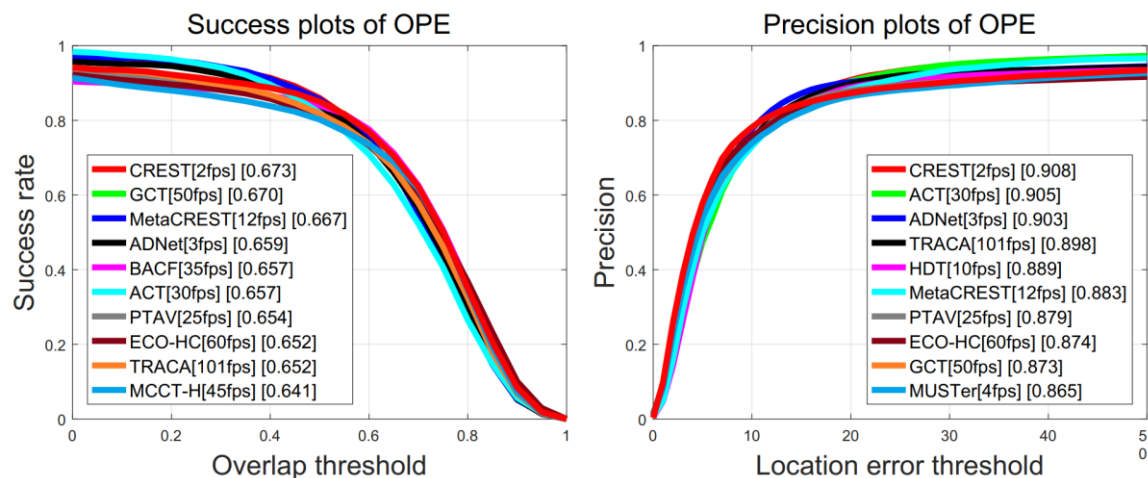 Success plots of OPE
1
0.8
0.6
0.4
0.2
0
Success rate
CREST[2fps] [0.673]
GCT[50fps] [0.670]
MetaCREST[12fps] [0.667]
ADNet[3fps] [0.659]
BACF[35fps] [0.657]
ACT[30fps] [0.657]
PTAV[25fps] [0.654]
ECO-HC[60fps] [0.652]
TRACA[101fps] [0.652]
MCCT-H[45fps] [0.641]
0 0.2 0.4 0.6 0.8 1
Overlap threshold
Precision plots of OPE
1
0.8
0.6
0.4
0.2
0
Precision
CREST[2fps] [0.908]
ACT[30fps] [0.905]
ADNet[3fps] [0.903]
TRACA[101fps] [0.898]
HDT[10fps] [0.889]
MetaCREST[12fps] [0.883]
PTAV[25fps] [0.879]
ECO-HC[60fps] [0.874]
GCT[50fps] [0.873]
MUSTer[4fps] [0.865]
0 10 20 30 40 5
0
Location error threshold